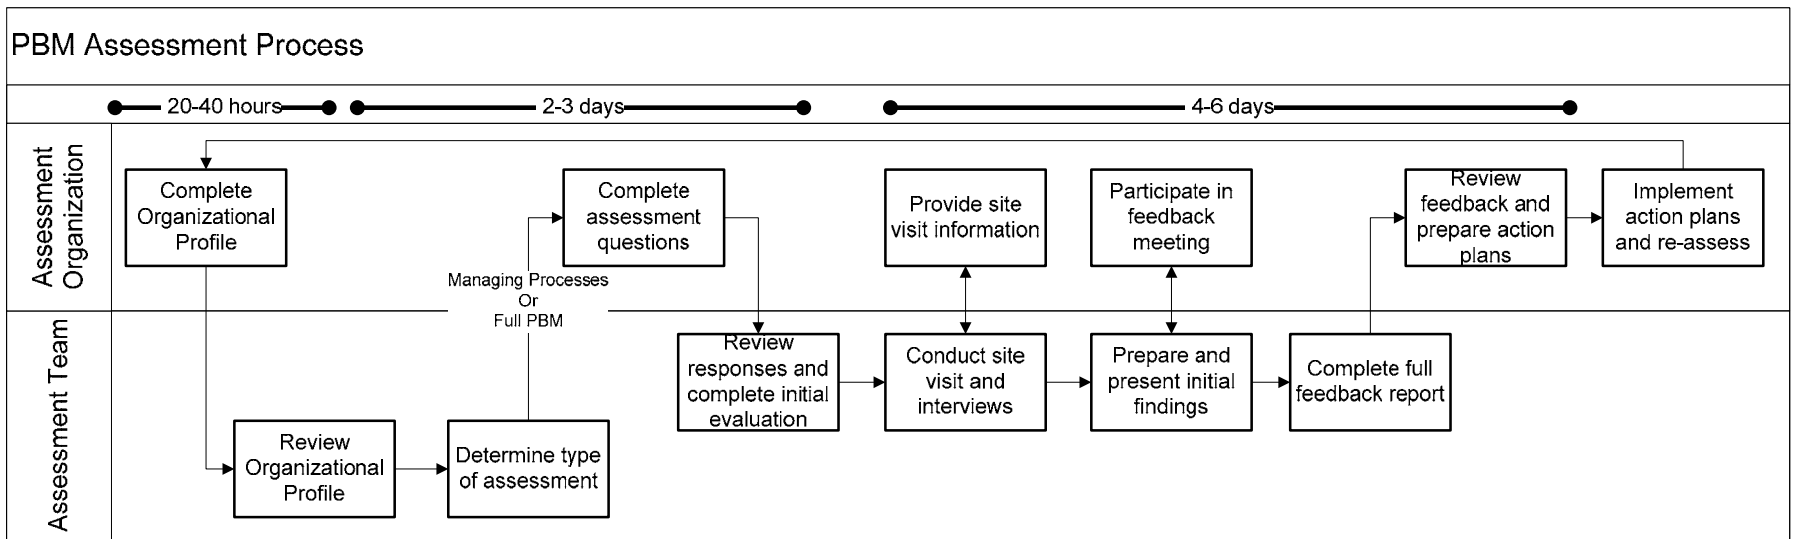 PBM Assessment Process
20-40 hours
2-3 days
4-6 days
Assessment
Organization
Complete
Organizational
Profile
Complete
assessment
questions
Provide site
visit information
Participate in
feedback
meeting
Review
feedback and
prepare action
plans
Implement
action plans
and re-assess
Managing Processes
Or
Full PBM
Assessment Team
Review
Organizational
Profile
Determine type
of assessment
Review
responses and
complete initial
evaluation
Conduct site
visit and
interviews
Prepare and
present initial
findings
Complete full
feedback report